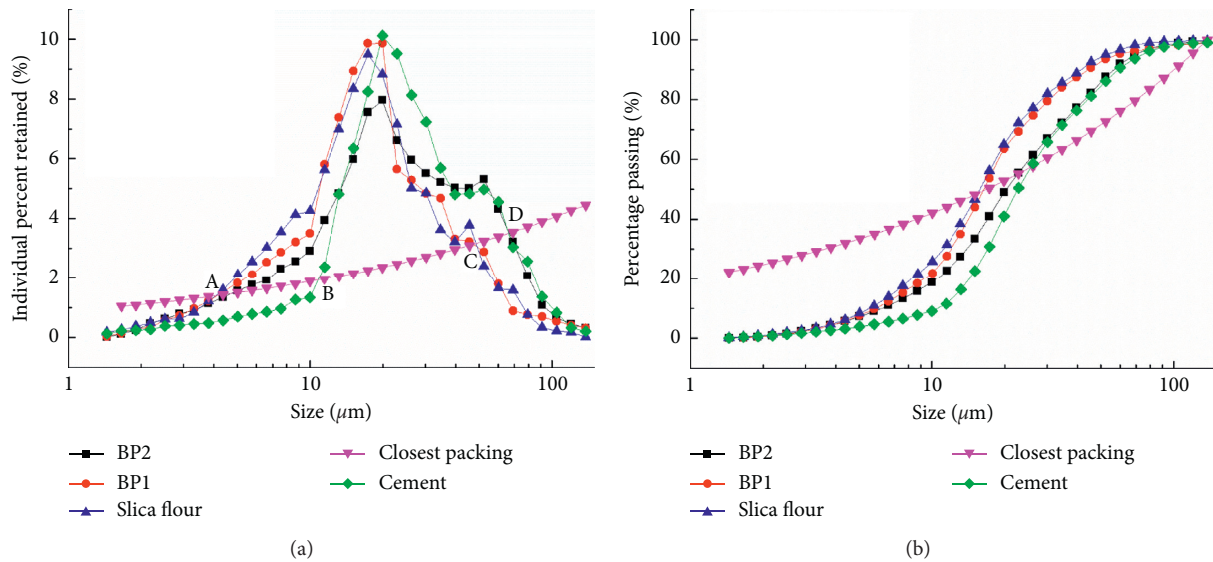 Individual percent retained (%)
10
8
6
4
2
0
A
B
C
D
1
10
100
Size (μm)
BP2
BP1
Slica flour
Closest packing
Cement
(a)
Percentage passing (%)
100
80
60
40
20
0
1
10
100
Size (μm)
BP2
BP1
Slica flour
Closest packing
Cement
(b)